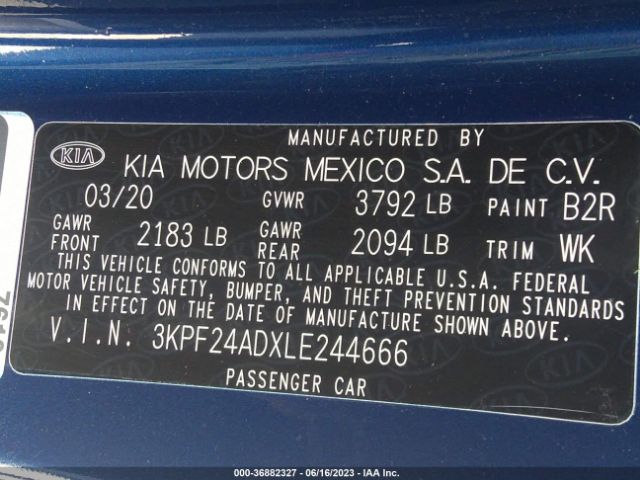 MANUFACTURED BY
KIA KIA MOTORS MEXICO S.A. DE C.V.
03/20 GVWR 3792 LB PAINT B2R
GAWR FRONT 2183 LB GAWR REAR 2094 LB TRIM WK
THIS VEHICLE CONFORMS TO ALL APPLICABLE U.S.A. FEDERAL
MOTOR VEHICLE SAFETY, BUMPER, AND THEFT PREVENTION STANDARDS
IN EFFECT ON THE DATE OF MANUFACTURE SHOWN ABOVE.
V.I.N. 3KPF24ADXLE244666
PASSENGER CAR
000-36882327 - 06/16/2023 - IAA Inc.